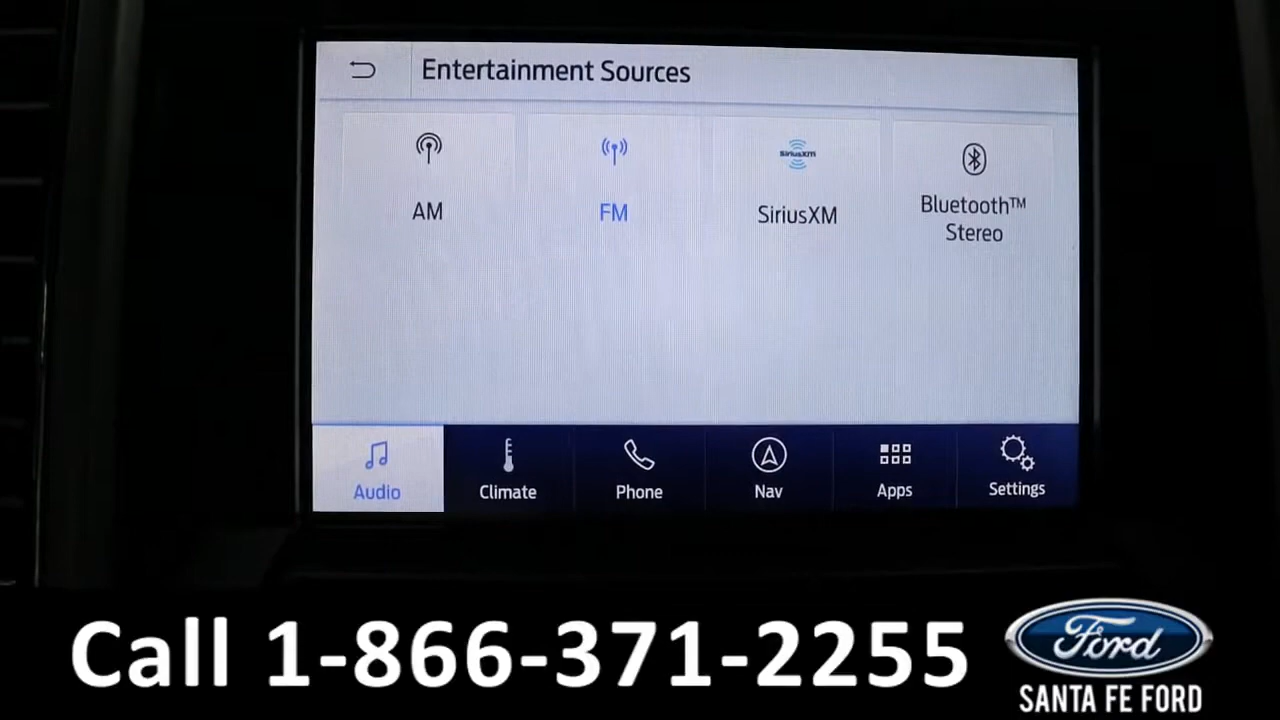 Entertainment Sources
AM
FM
SiriusXM
SiriusXM
Bluetooth™
Stereo
Audio
Climate
Phone
Nav
Apps
Settings
Call 1-866-371-2255
Ford
SANTA FE FORD